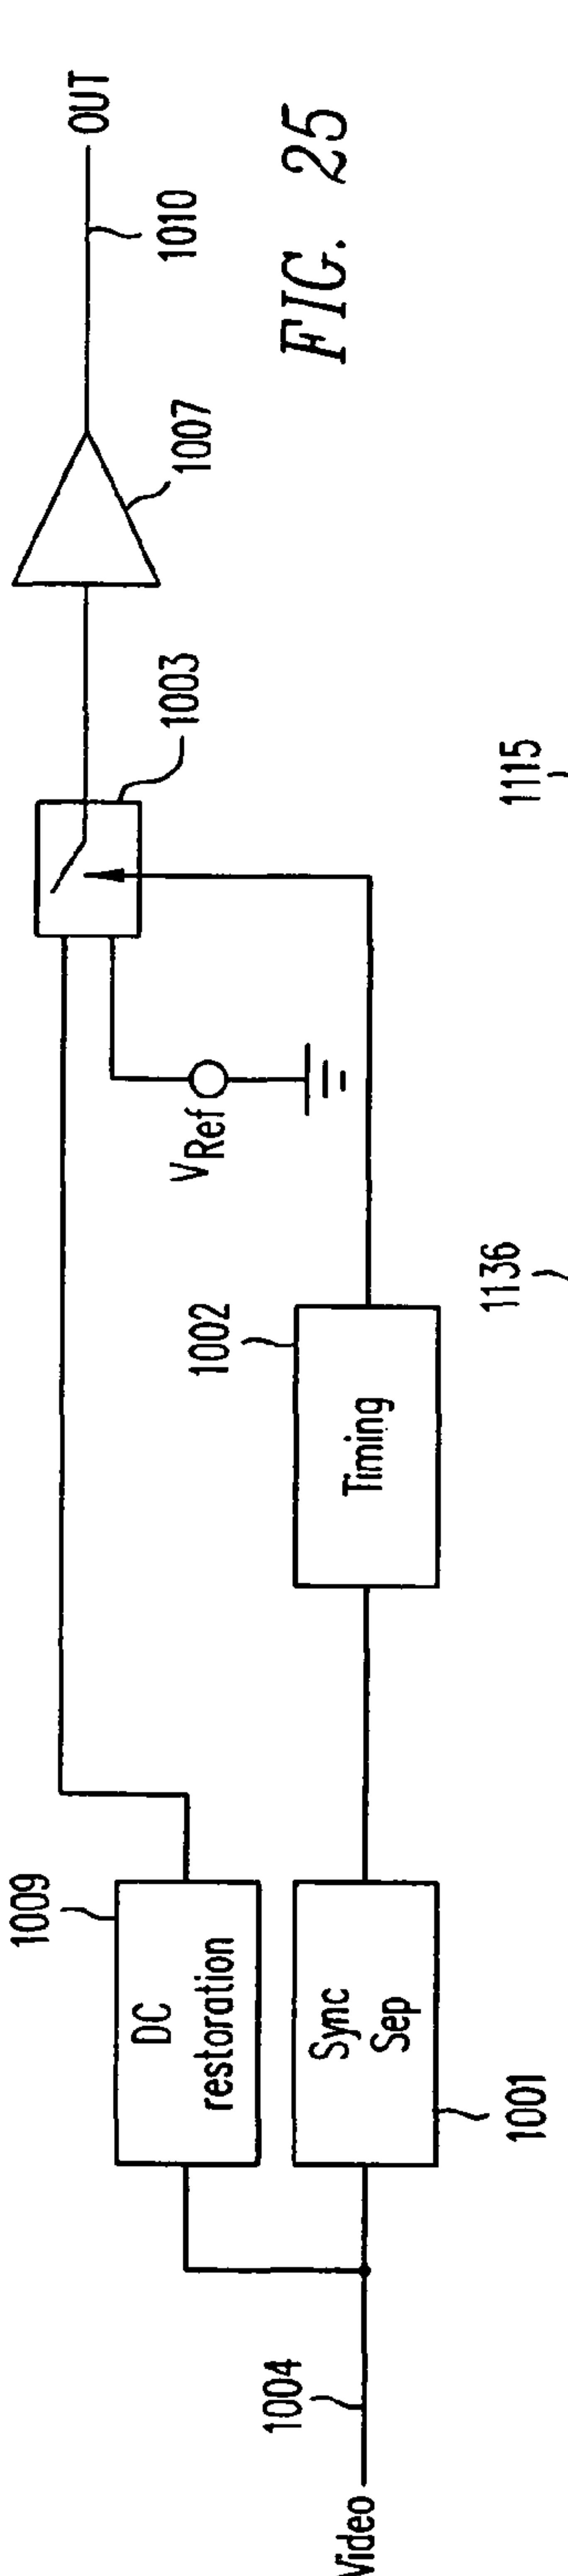 Video
1004
1009
DC
restoration
Sync
Sep
1001
1002
Timing
VRef
1003
1007
1010
OUT
FIG. 25
1136
1115